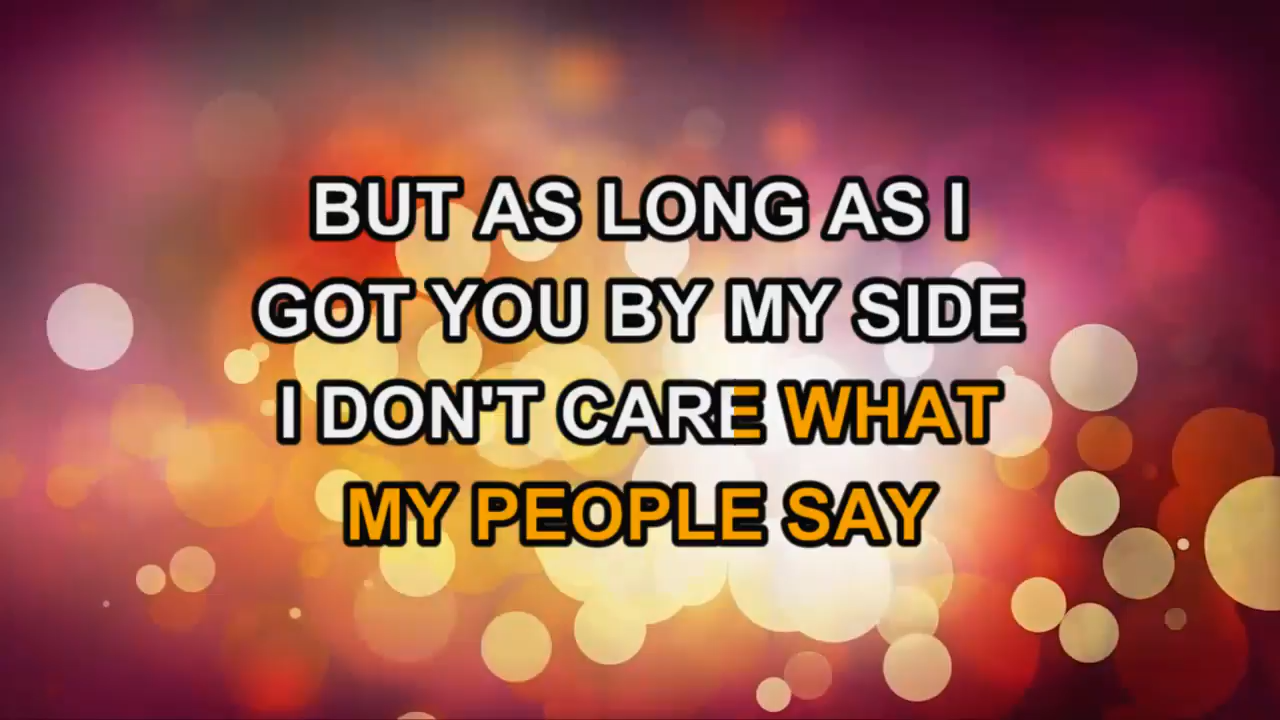 BUT AS LONG AS I
GOT YOU BY MY SIDE
I DON'T CARE WHAT
MY PEOPLE SAY